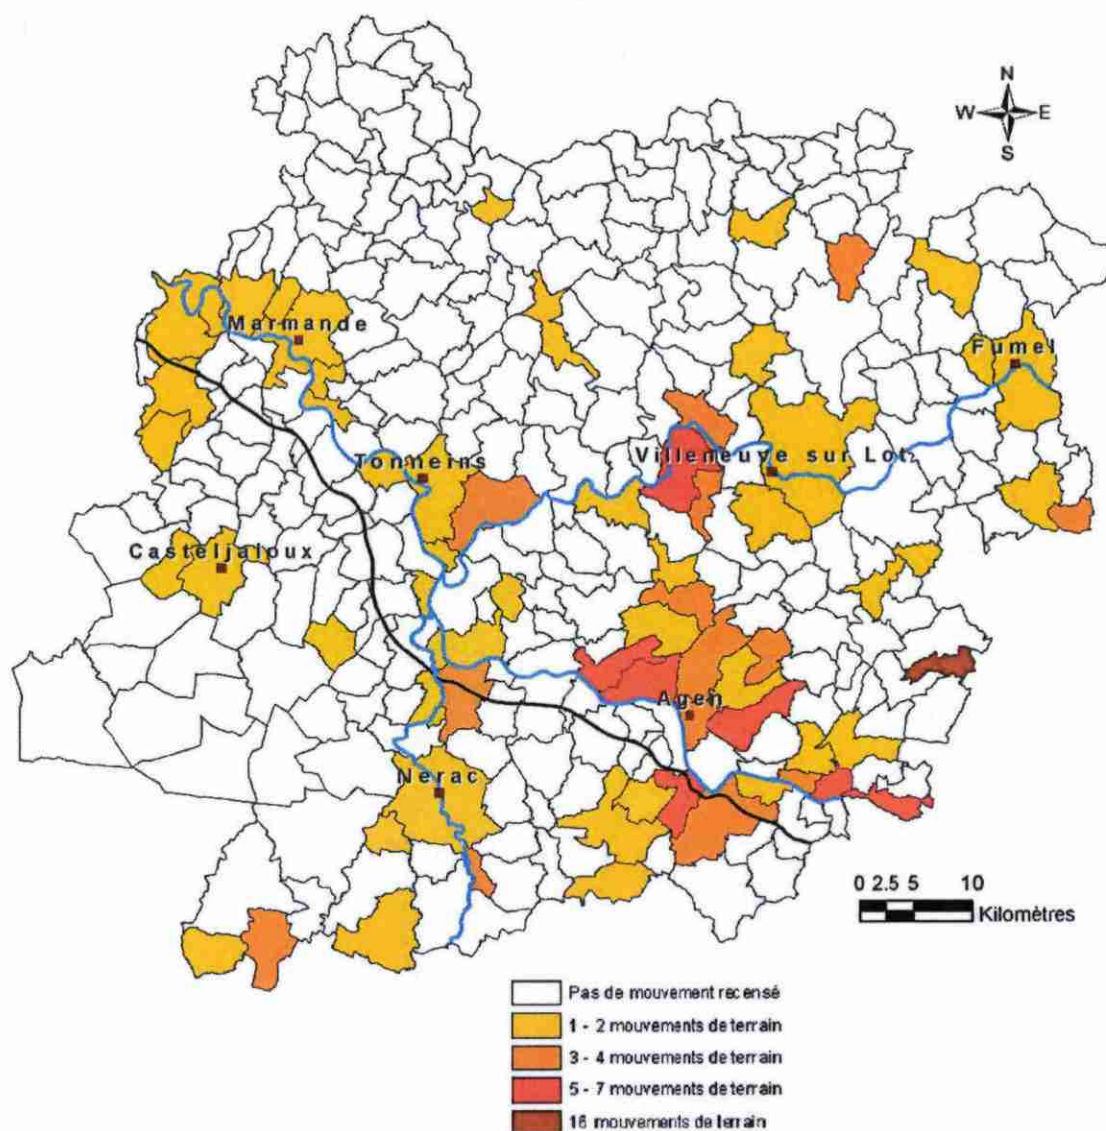 N
W E
S
Marmande
Fumel
Tonneins
Villeneuve sur Lot
Casteljaloux
Agen
Nérac
0 2.5 5 10
Kilomètres
Pas de mouvement recensé
1 - 2 mouvements de terrain
3 - 4 mouvements de terrain
5 - 7 mouvements de terrain
16 mouvements de terrain